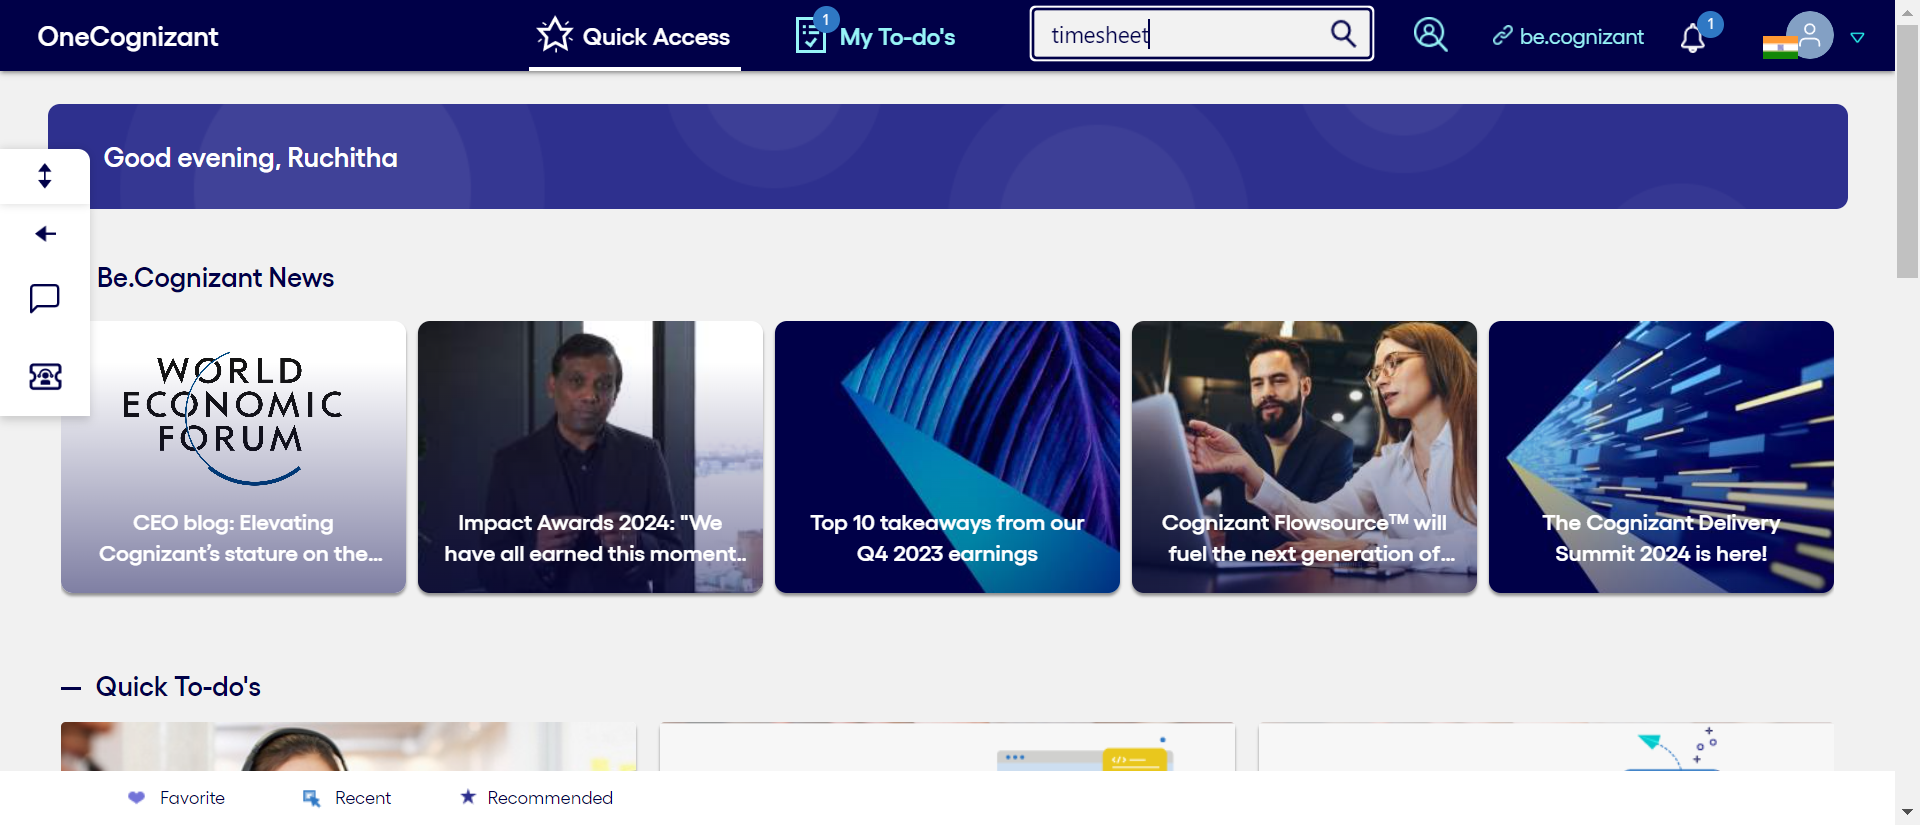 OneCognizant
Quick Access
1
My To-do's
timesheet
be.cognizant
1
Good evening, Ruchitha
Be.Cognizant News
WORLD
ECONOMIC
FORUM
CEO blog: Elevating
Cognizant's stature on the...
Impact Awards 2024: "We
have all earned this moment..
Top 10 takeaways from our
Q4 2023 earnings
Cognizant Flowsource™ will
fuel the next generation of...
The Cognizant Delivery
Summit 2024 is here!
Quick To-do's
Favorite
Recent
Recommended